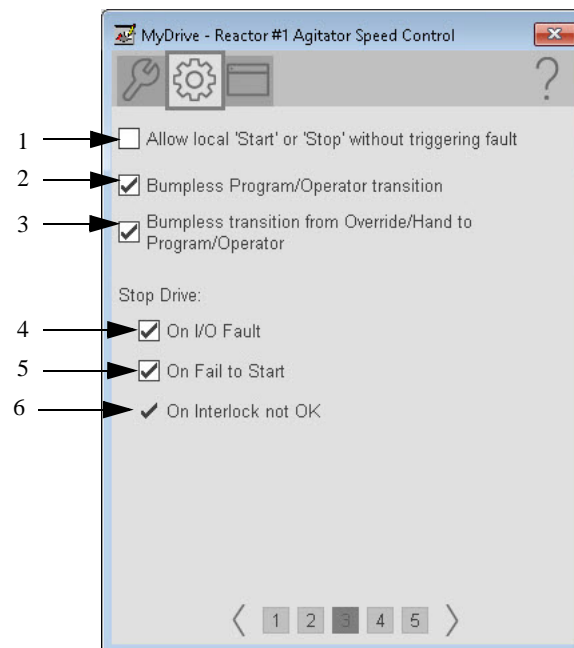 MyDrive - Reactor #1 Agitator Speed Control
?
1 Allow local 'Start' or 'Stop' without triggering fault
2 Bumpless Program/Operator transition
3 Bumpless transition from Override/Hand to
Program/Operator
Stop Drive:
4 On I/O Fault
5 On Fail to Start
6 On Interlock not OK
1 2 3 4 5